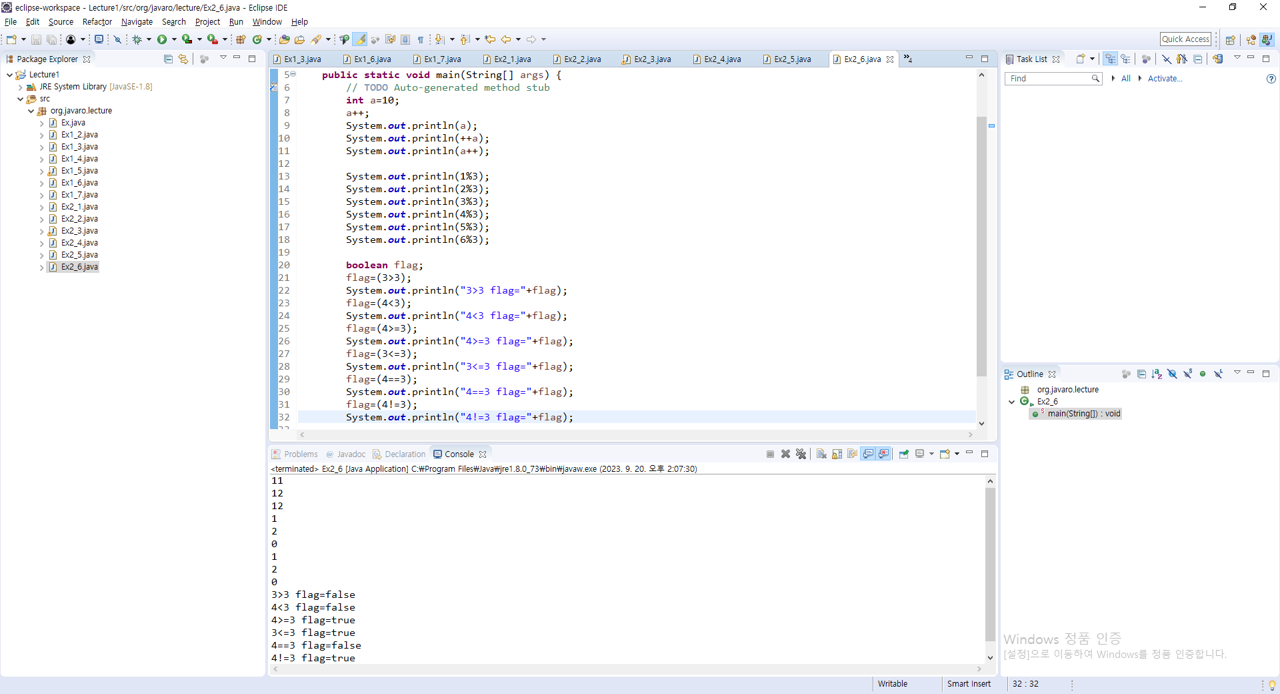 eclipse-workspace - Lecture1/src/org/javaro/lecture/Ex2_6.java - Eclipse IDE
File Edit Source Refactor Navigate Search Project Run Window Help
Quick Access
Package Explorer
Lecture1
JRE System Library [JavaSE-1.8]
src
org.javaro.lecture
Ex.java
Ex1_2.java
Ex1_3.java
Ex1_4.java
Ex1_5.java
Ex1_6.java
Ex1_7.java
Ex2_1.java
Ex2_2.java
Ex2_3.java
Ex2_4.java
Ex2_5.java
Ex2_6.java
Ex1_3.java Ex1_6.java Ex1_7.java Ex2_1.java Ex2_2.java Ex2_3.java Ex2_4.java Ex2_5.java Ex2_6.java »4
5 public static void main(String[] args) {
6 // TODO Auto-generated method stub
7 int a=10;
8 a++;
9 System.out.println(a);
10 System.out.println(++a);
11 System.out.println(a++);
12
13 System.out.println(1%3);
14 System.out.println(2%3);
15 System.out.println(3%3);
16 System.out.println(4%3);
17 System.out.println(5%3);
18 System.out.println(6%3);
19
20 boolean flag;
21 flag=(3>3);
22 System.out.println("3>3 flag="+flag);
23 flag=(4<3);
24 System.out.println("4<3 flag="+flag);
25 flag=(4>=3);
26 System.out.println("4>=3 flag="+flag);
27 flag=(3<=3);
28 System.out.println("3<=3 flag="+flag);
29 flag=(4==3);
30 System.out.println("4==3 flag="+flag);
31 flag=(4!=3);
32 System.out.println("4!=3 flag="+flag);
Problems Javadoc Declaration Console
<terminated> Ex2_6 [Java Application] C:₩Program Files₩Java₩jre1.8.0_73₩bin₩javaw.exe (2023. 9. 20. 오후 2:07:30)
11
12
12
1
2
0
1
2
0
3>3 flag=false
4<3 flag=false
4>=3 flag=true
3<=3 flag=true
4==3 flag=false
4!=3 flag=true
Task List
Find All Activate...
Outline
org.javaro.lecture
Ex2_6
main(String[]) : void
Windows 정품 인증
[설정]으로 이동하여 Windows를 정품 인증합니다.
Writable Smart Insert 32 : 32